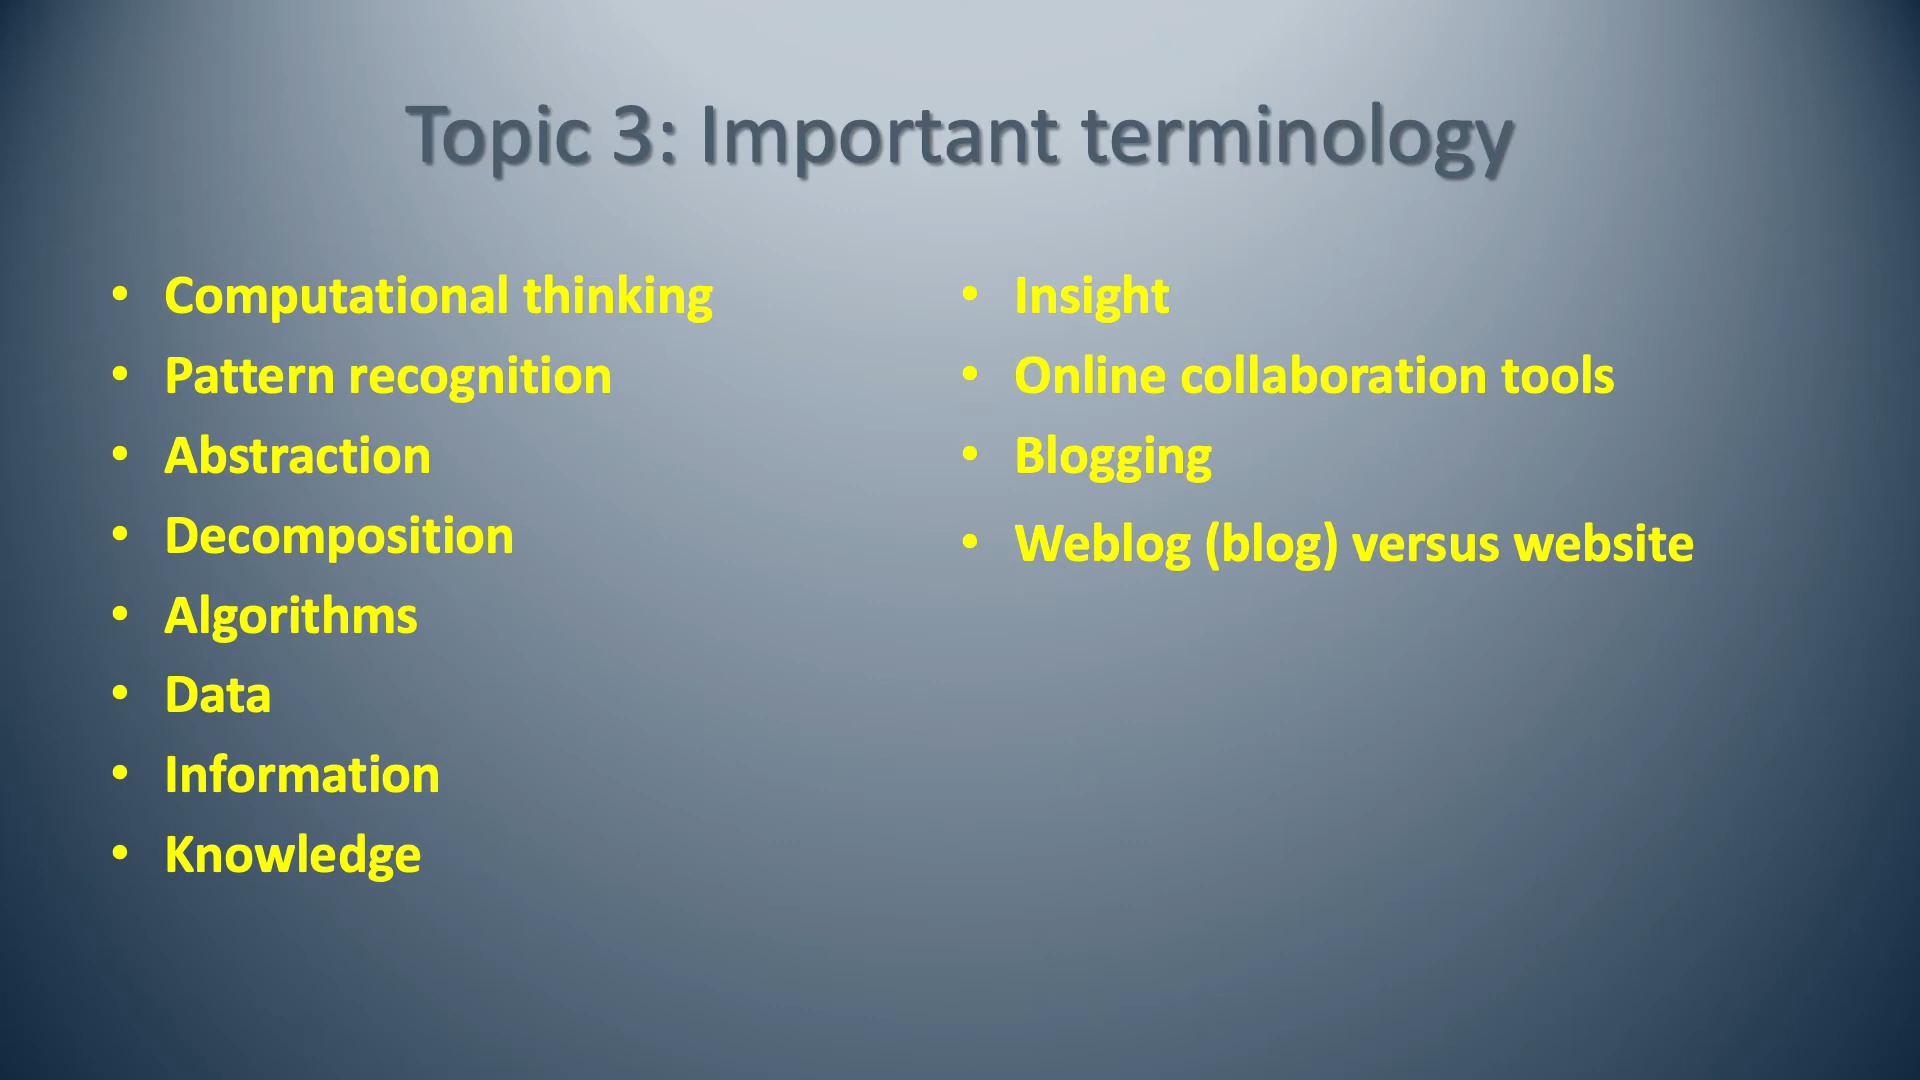 Topic 3: Important terminology
• Computational thinking
• Pattern recognition
• Abstraction
• Decomposition
• Algorithms
• Data
• Information
• Knowledge
• Insight
• Online collaboration tools
• Blogging
• Weblog (blog) versus website